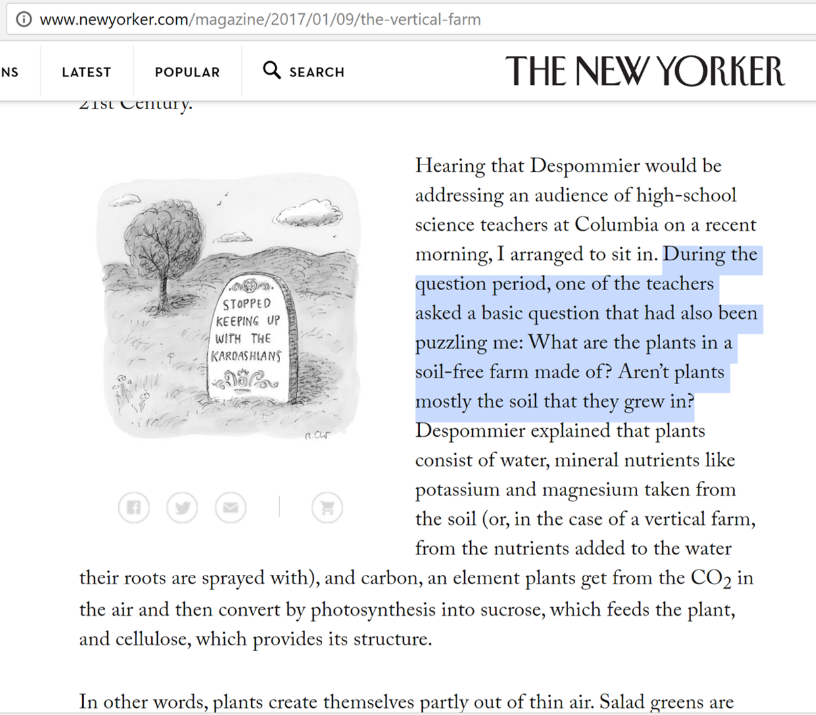 www.newyorker.com/magazine/2017/01/09/the-vertical-farm
NS
LATEST
POPULAR
SEARCH
THE NEW YORKER
21st Century.
STOPPED
KEEPING UP
WITH THE
KARDASHIANS
Hearing that Despommier would be
addressing an audience of high-school
science teachers at Columbia on a recent
morning, I arranged to sit in. During the
question period, one of the teachers
asked a basic question that had also been
puzzling me: What are the plants in a
soil-free farm made of? Aren’t plants
mostly the soil that they grew in?
Despommier explained that plants
consist of water, mineral nutrients like
potassium and magnesium taken from
the soil (or, in the case of a vertical farm,
from the nutrients added to the water
their roots are sprayed with), and carbon, an element plants get from the CO₂ in
the air and then convert by photosynthesis into sucrose, which feeds the plant,
and cellulose, which provides its structure.
In other words, plants create themselves partly out of thin air. Salad greens are